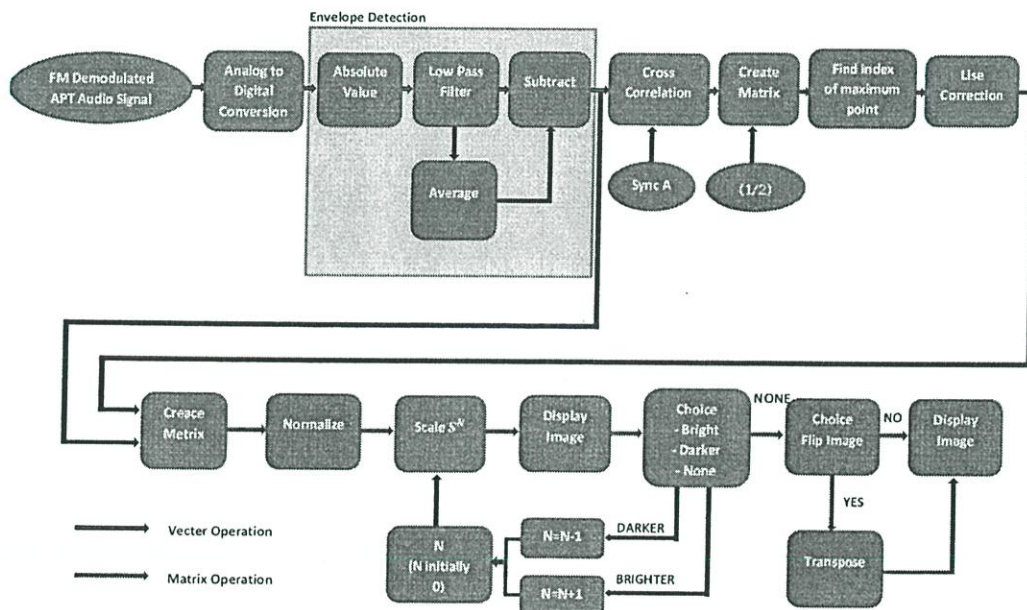 Envelope Detection
FM Demodulated
APT Audio Signal
Analog to
Digital
Conversion
Absolute
Value
Low Pass
Filter
Subtract
Average
Cross
Correlation
Sync A
Create
Matrix
(1/2)
Find index
of maximum
point
Lise
Correction
Creace
Metrix
Normalize
Scale S^N
Display
Image
Choice
- Bright
- Darker
- None
NONE
Choice
Flip Image
NO
Display
Image
YES
Transpose
DARKER
N=N-1
BRIGHTER
N=N+1
N
(N initially
0)
Vecter Operation
Matrix Operation